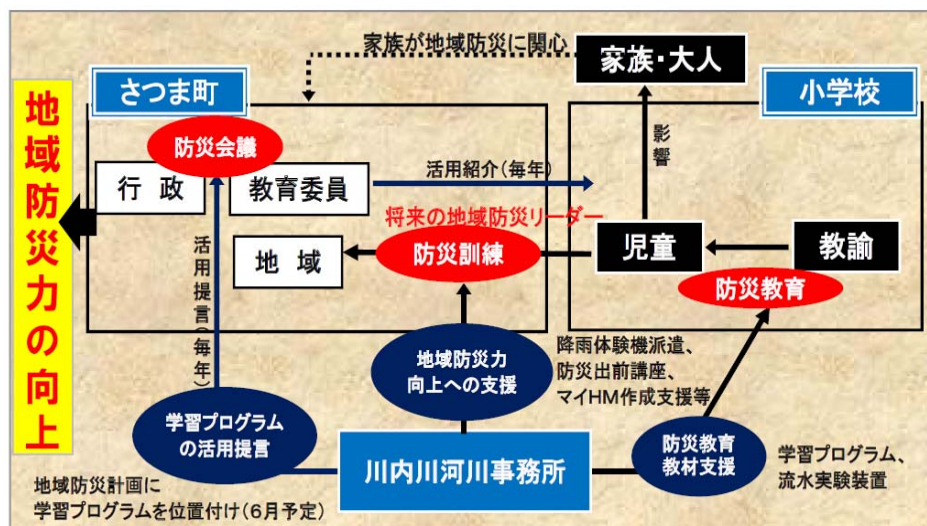 家族が地域防災に関心
家族・大人
さつま町
小学校
地域防災力の向上
防災会議
影響
行政
教育委員
活用紹介(毎年)
将来の地域防災リーダー
地域
防災訓練
児童
教諭
防災教育
活用提言(毎年)
地域防災力
向上への支援
降雨体験機派遣、
防災出前講座、
マイHM作成支援等
学習プログラム
の活用提言
川内川河川事務所
防災教育
教材支援
学習プログラム、
流水実験装置
地域防災計画に
学習プログラムを位置付け(6月予定)